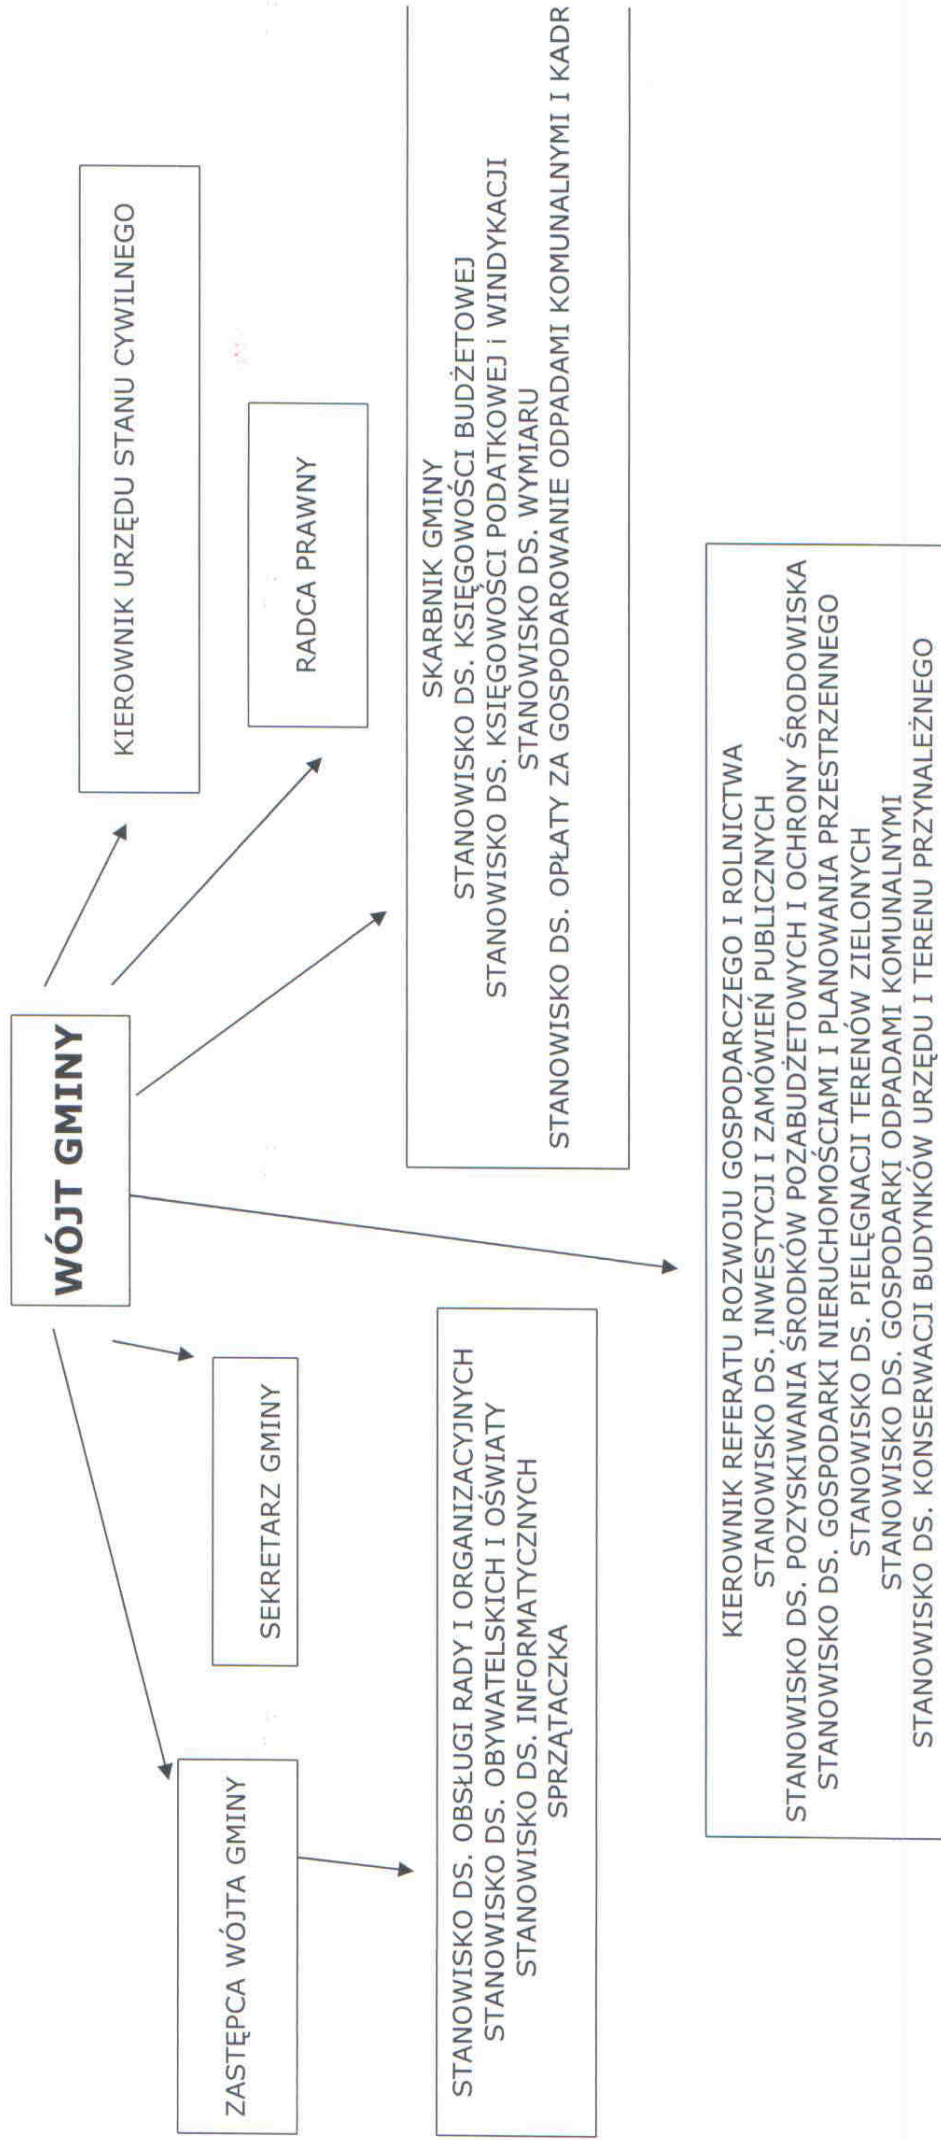 WÓJT GMINY
KIEROWNIK URZĘDU STANU CYWILNEGO
ZASTĘPCA WÓJTA GMINY
SEKRETARZ GMINY
RADCA PRAWNY
STANOWISKO DS. OBSŁUGI RADY I ORGANIZACYJNYCH
STANOWISKO DS. OBYWATELSKICH I OŚWIATY
STANOWISKO DS. INFORMATYCZNYCH
SPRZĄTACZKA
SKARBNIK GMINY
STANOWISKO DS. KSIĘGOWOŚCI BUDŻETOWEJ
STANOWISKO DS. KSIĘGOWOŚCI PODATKOWEJ i WINDYKACJI
STANOWISKO DS. WYMIARU
STANOWISKO DS. OPŁATY ZA GOSPODAROWANIE ODPADAMI KOMUNALNYMI I KADR
KIEROWNIK REFERATU ROZWOJU GOSPODARCZEGO I ROLNICTWA
STANOWISKO DS. INWESTYCJI I ZAMÓWIEŃ PUBLICZNYCH
STANOWISKO DS. POZYSKIWANIA ŚRODKÓW POZABUDŻETOWYCH I OCHRONY ŚRODOWISKA
STANOWISKO DS. GOSPODARKI NIERUCHOMOŚCIAMI I PLANOWANIA PRZESTRZENNEGO
STANOWISKO DS. PIELĘGNACJI TERENÓW ZIELONYCH
STANOWISKO DS. GOSPODARKI ODPADAMI KOMUNALNYMI
STANOWISKO DS. KONSERWACJI BUDYNKÓW URZĘDU I TERENU PRZYNALEŻNEGO